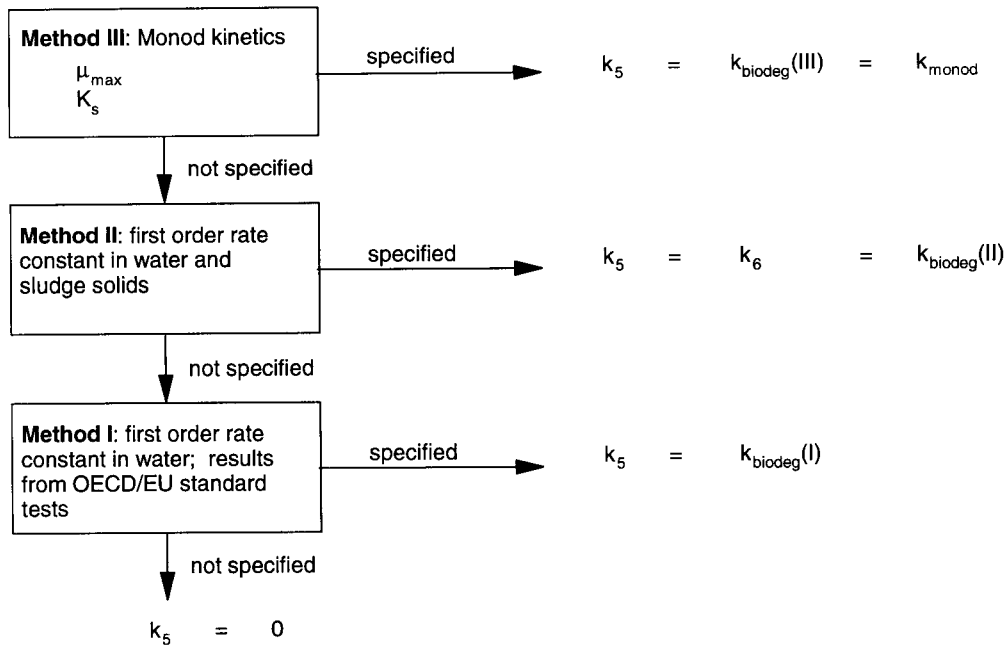 Method III: Monod kinetics
μmax
Ks
specified
k5 = kbiodeg(III) = kmonod
not specified
Method II: first order rate
constant in water and
sludge solids
specified
k5 = k6 = kbiodeg(II)
not specified
Method I: first order rate
constant in water; results
from OECD/EU standard
tests
specified
k5 = kbiodeg(I)
not specified
k5 = 0